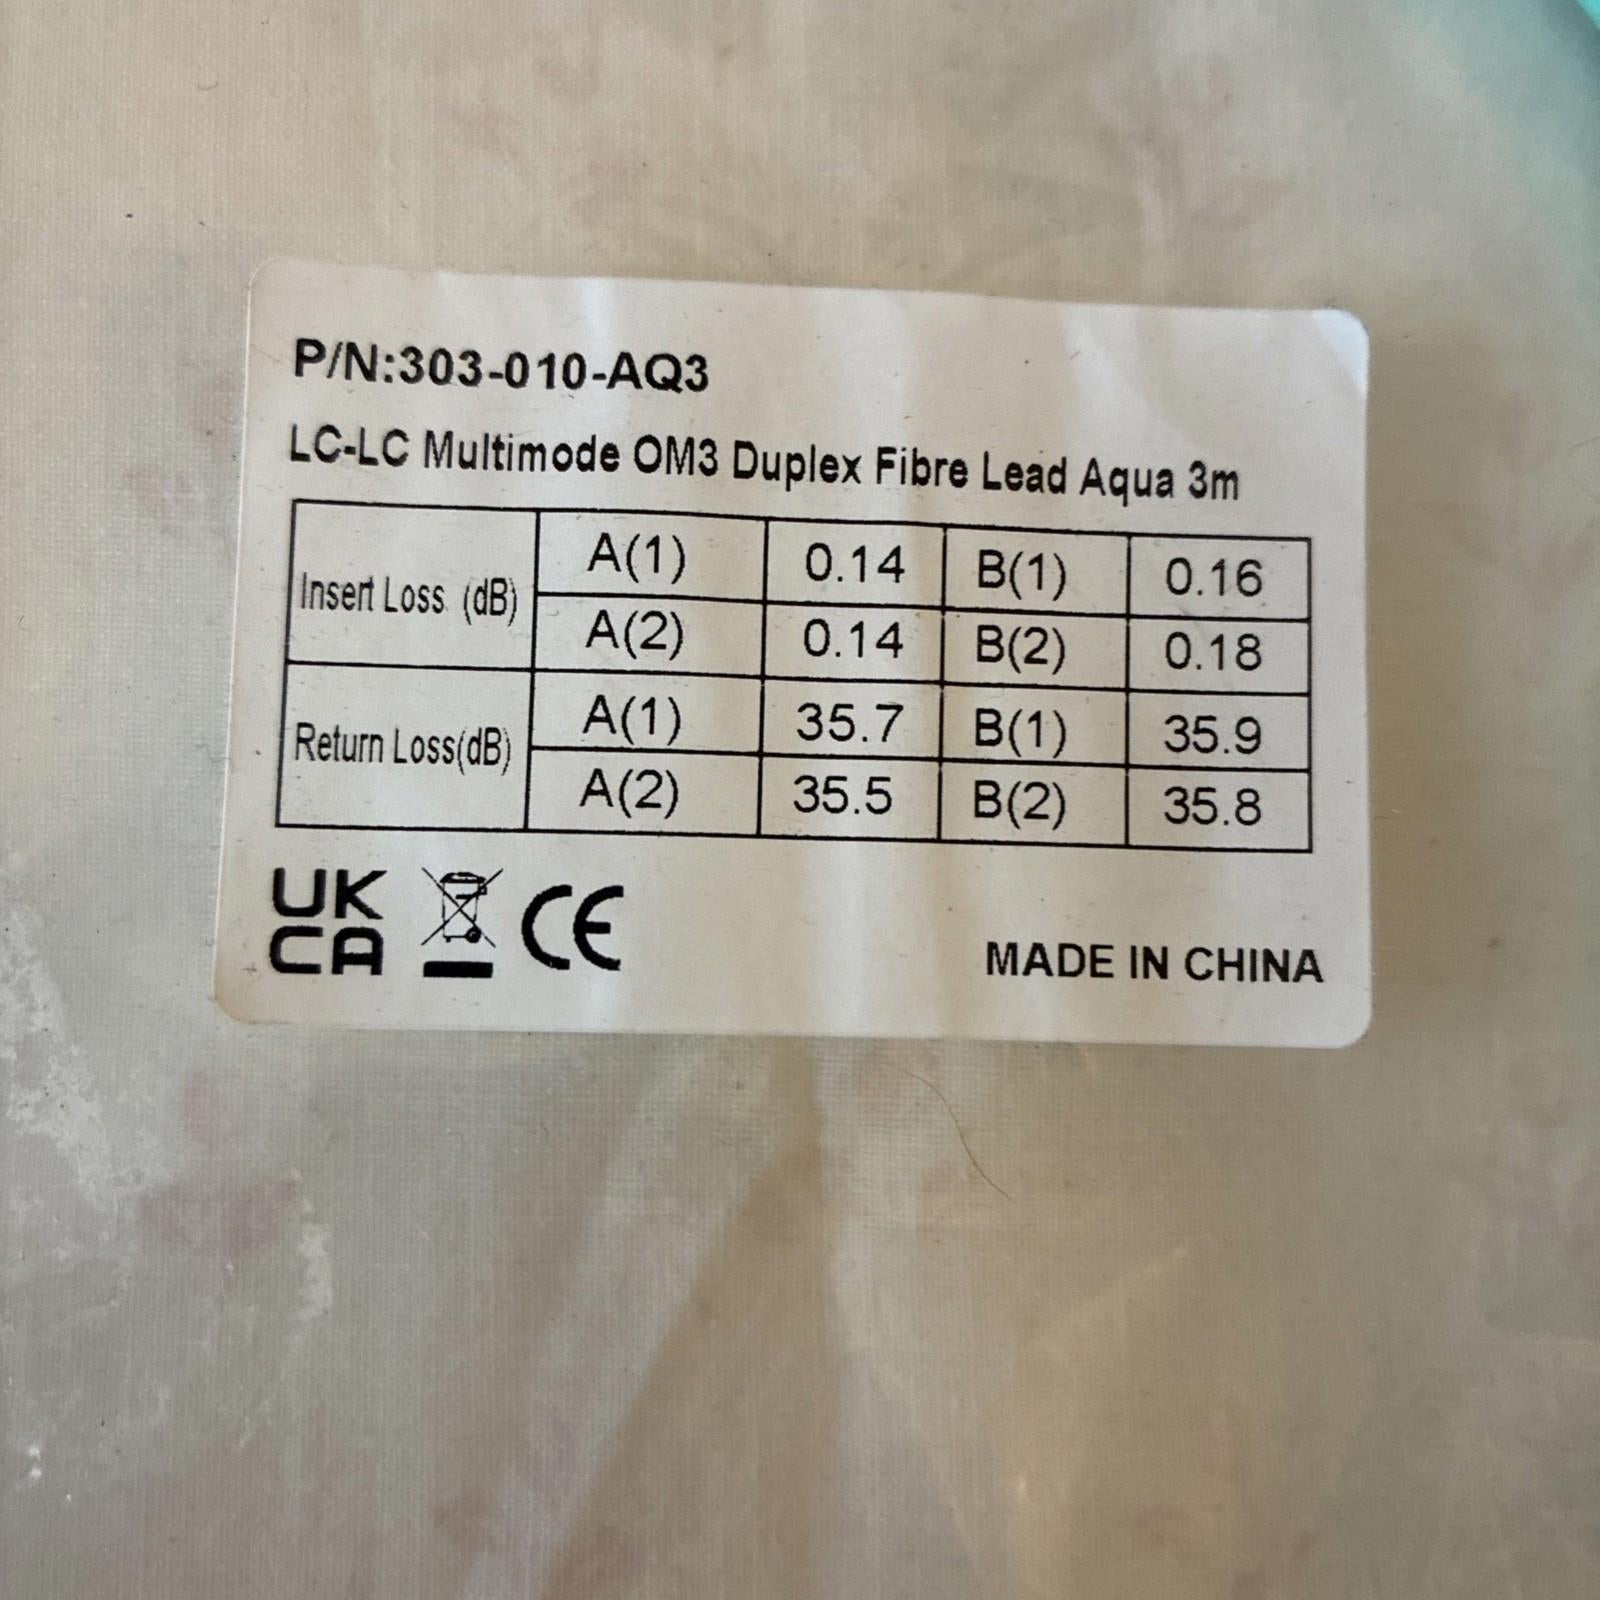 P/N:303-010-AQ3
LC-LC Multimode OM3 Duplex Fibre Lead Aqua 3m
Insert Loss (dB) A(1) 0.14 B(1) 0.16
A(2) 0.14 B(2) 0.18
Return Loss(dB) A(1) 35.7 B(1) 35.9
A(2) 35.5 B(2) 35.8
UK
CA CE
MADE IN CHINA